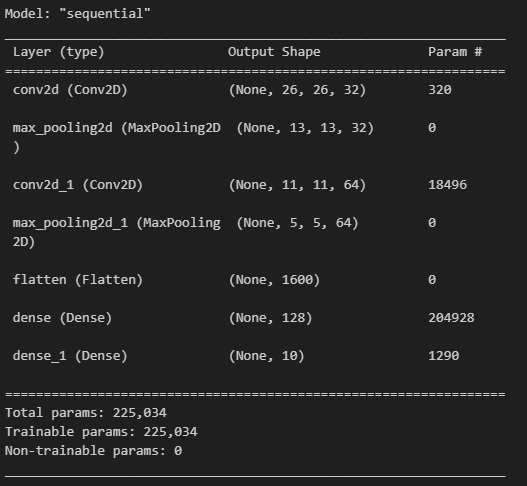 Model: "sequential"
_________________________________________________________________
 Layer (type)                Output Shape              Param #
=================================================================
 conv2d (Conv2D)             (None, 26, 26, 32)        320
 max_pooling2d (MaxPooling2D  (None, 13, 13, 32)       0
 )
 conv2d_1 (Conv2D)           (None, 11, 11, 64)        18496
 max_pooling2d_1 (MaxPooling  (None, 5, 5, 64)         0
 2D)
 flatten (Flatten)           (None, 1600)              0
 dense (Dense)               (None, 128)               204928
 dense_1 (Dense)             (None, 10)                1290
=================================================================
Total params: 225,034
Trainable params: 225,034
Non-trainable params: 0
_________________________________________________________________